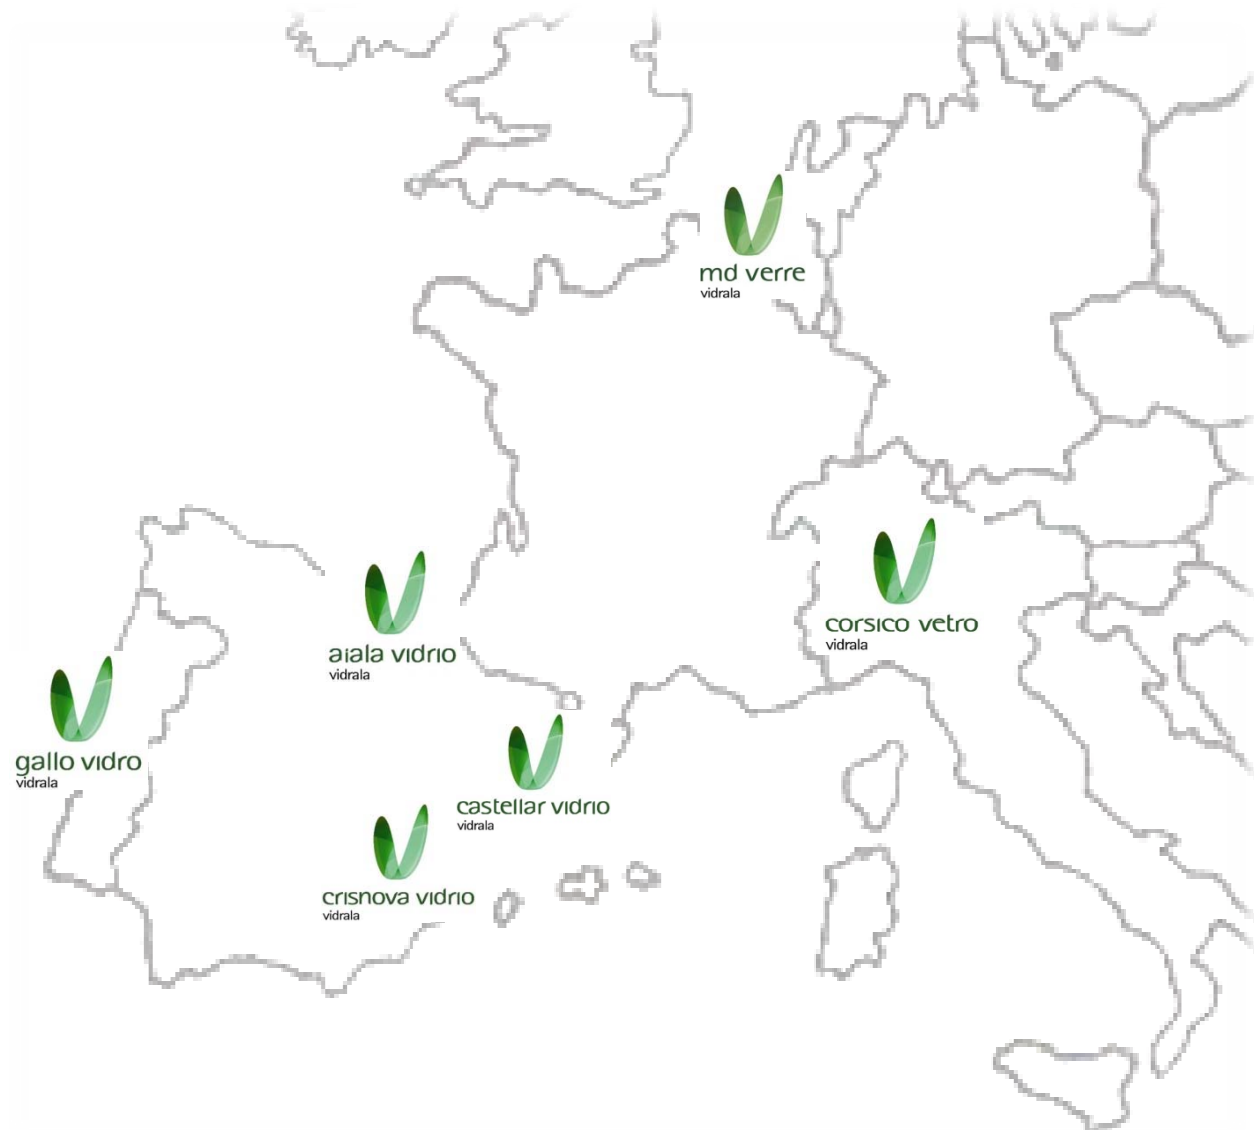 md verre
vidrala
corsico vetro
vidrala
aiala vidrio
vidrala
gallo vidro
vidrala
castellar vidrio
vidrala
crisnova vidrio
vidrala